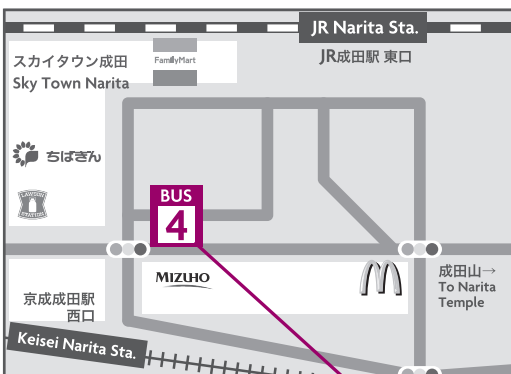 JR Narita Sta.
JR成田駅 東口
スカイタウン成田
Sky Town Narita
FamilyMart
ちばぎん
LAWSON
STATION
BUS
4
MIZUHO
成田山→
To Narita
Temple
京成成田駅
西口
Keisei Narita Sta.